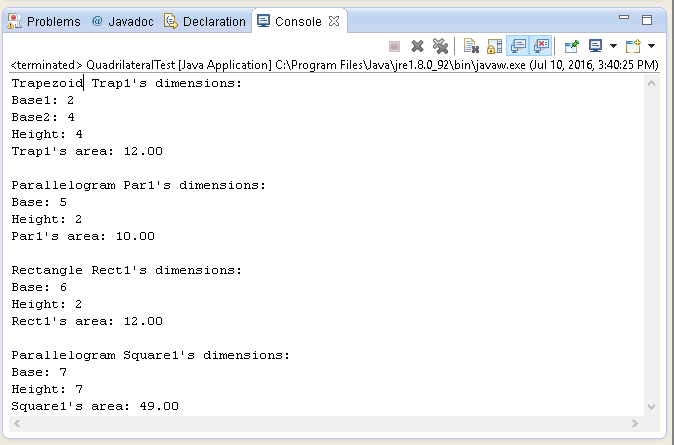 Problems @ Javadoc Declaration Console
<terminated> QuadrilateralTest [Java Application] C:\Program Files\Java\jre1.8.0_92\bin\javaw.exe (Jul 10, 2016, 3:40:25 PM)
Trapezoid Trap1's dimensions:
Base1: 2
Base2: 4
Height: 4
Trap1's area: 12.00
Parallelogram Par1's dimensions:
Base: 5
Height: 2
Par1's area: 10.00
Rectangle Rect1's dimensions:
Base: 6
Height: 2
Rect1's area: 12.00
Parallelogram Square1's dimensions:
Base: 7
Height: 7
Square1's area: 49.00